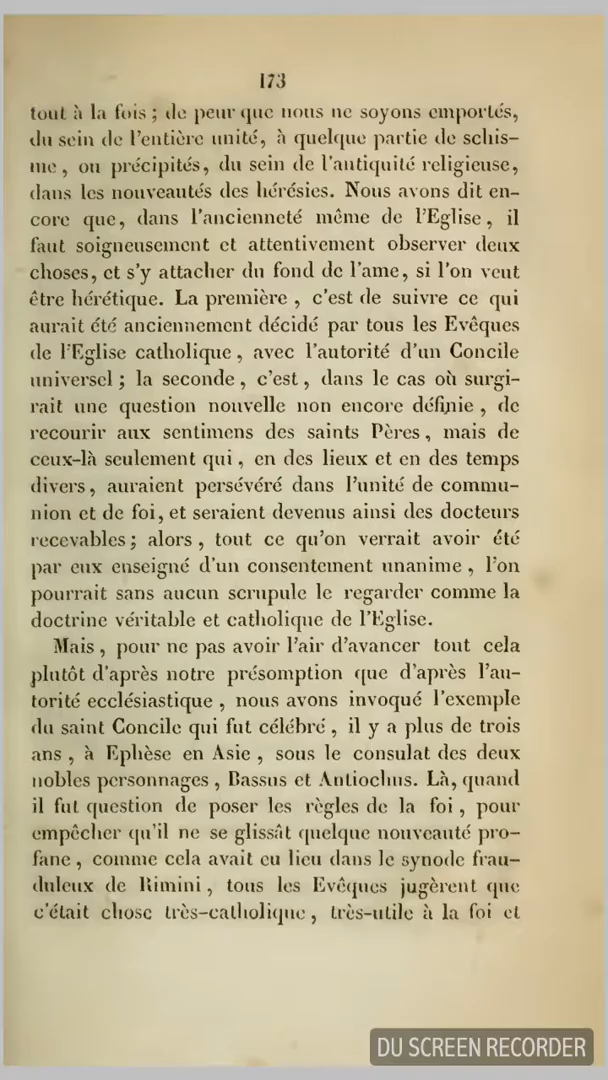 173
tout à la fois ; de peur que nous ne soyons emportés,
du sein de l'entière unité, à quelque partie de schis-
me, ou précipités, du sein de l'antiquité religieuse,
dans les nouveautés des hérésies. Nous avons dit en-
core que, dans l'ancienneté même de l'Eglise, il
faut soigneusement et attentivement observer deux
choses, et s'y attacher du fond de l'ame, si l'on veut
être hérétique. La première, c'est de suivre ce qui
aurait été anciennement décidé par tous les Evêques
de l'Eglise catholique, avec l'autorité d'un Concile
universel ; la seconde, c'est, dans le cas où surgi-
rait une question nouvelle non encore définie, de
recourir aux sentimens des saints Pères, mais de
ceux-là seulement qui, en des lieux et en des temps
divers, auraient persévéré dans l'unité de commu-
nion et de foi, et seraient devenus ainsi des docteurs
recevables ; alors, tout ce qu'on verrait avoir été
par eux enseigné d'un consentement unanime, l'on
pourrait sans aucun scrupule le regarder comme la
doctrine véritable et catholique de l'Eglise.
Mais, pour ne pas avoir l'air d'avancer tout cela
plutôt d'après notre présomption que d'après l'au-
torité ecclésiastique, nous avons invoqué l'exemple
du saint Concile qui fut célébré, il y a plus de trois
ans, à Ephèse en Asie, sous le consulat des deux
nobles personnages, Bassus et Antiochus. Là, quand
il fut question de poser les règles de la foi, pour
empêcher qu'il ne se glissât quelque nouveauté pro-
fane, comme cela avait eu lieu dans le synode frau-
duleux de Rimini, tous les Evêques jugèrent que
c'était chose très-catholique, très-utile à la foi et
DU SCREEN RECORDER